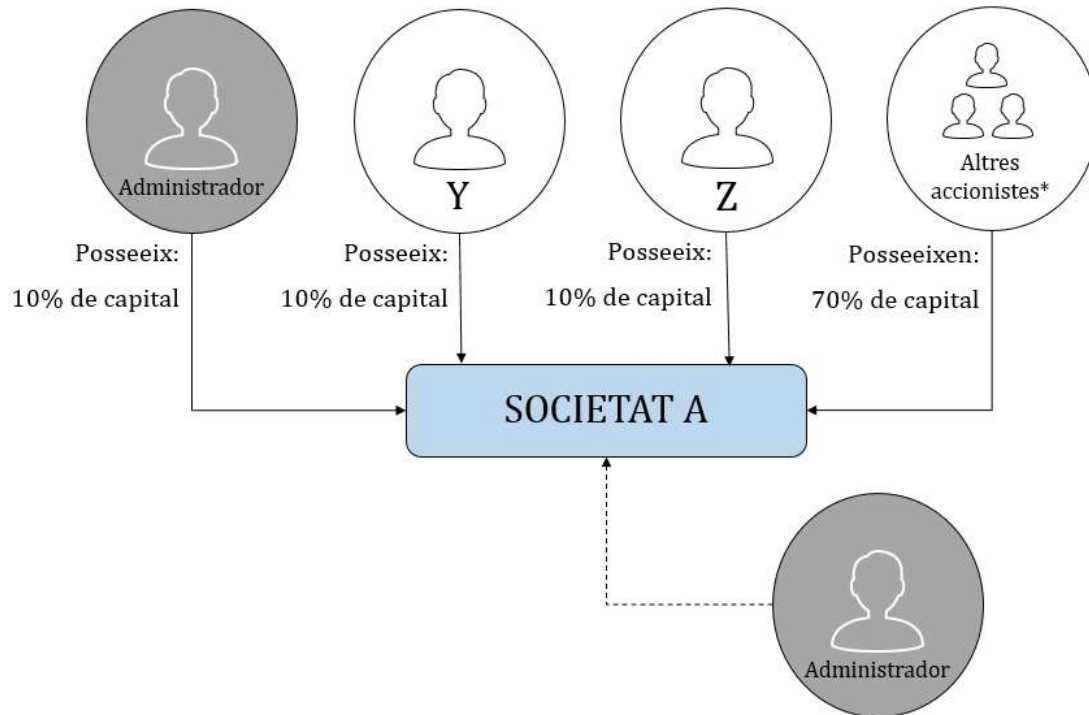 Administrador
Y
Z
Altres
accionistes*
Posseeix:
10% de capital
Posseeix:
10% de capital
Posseeix:
10% de capital
Posseeixen:
70% de capital
SOCIETAT A
Administrador